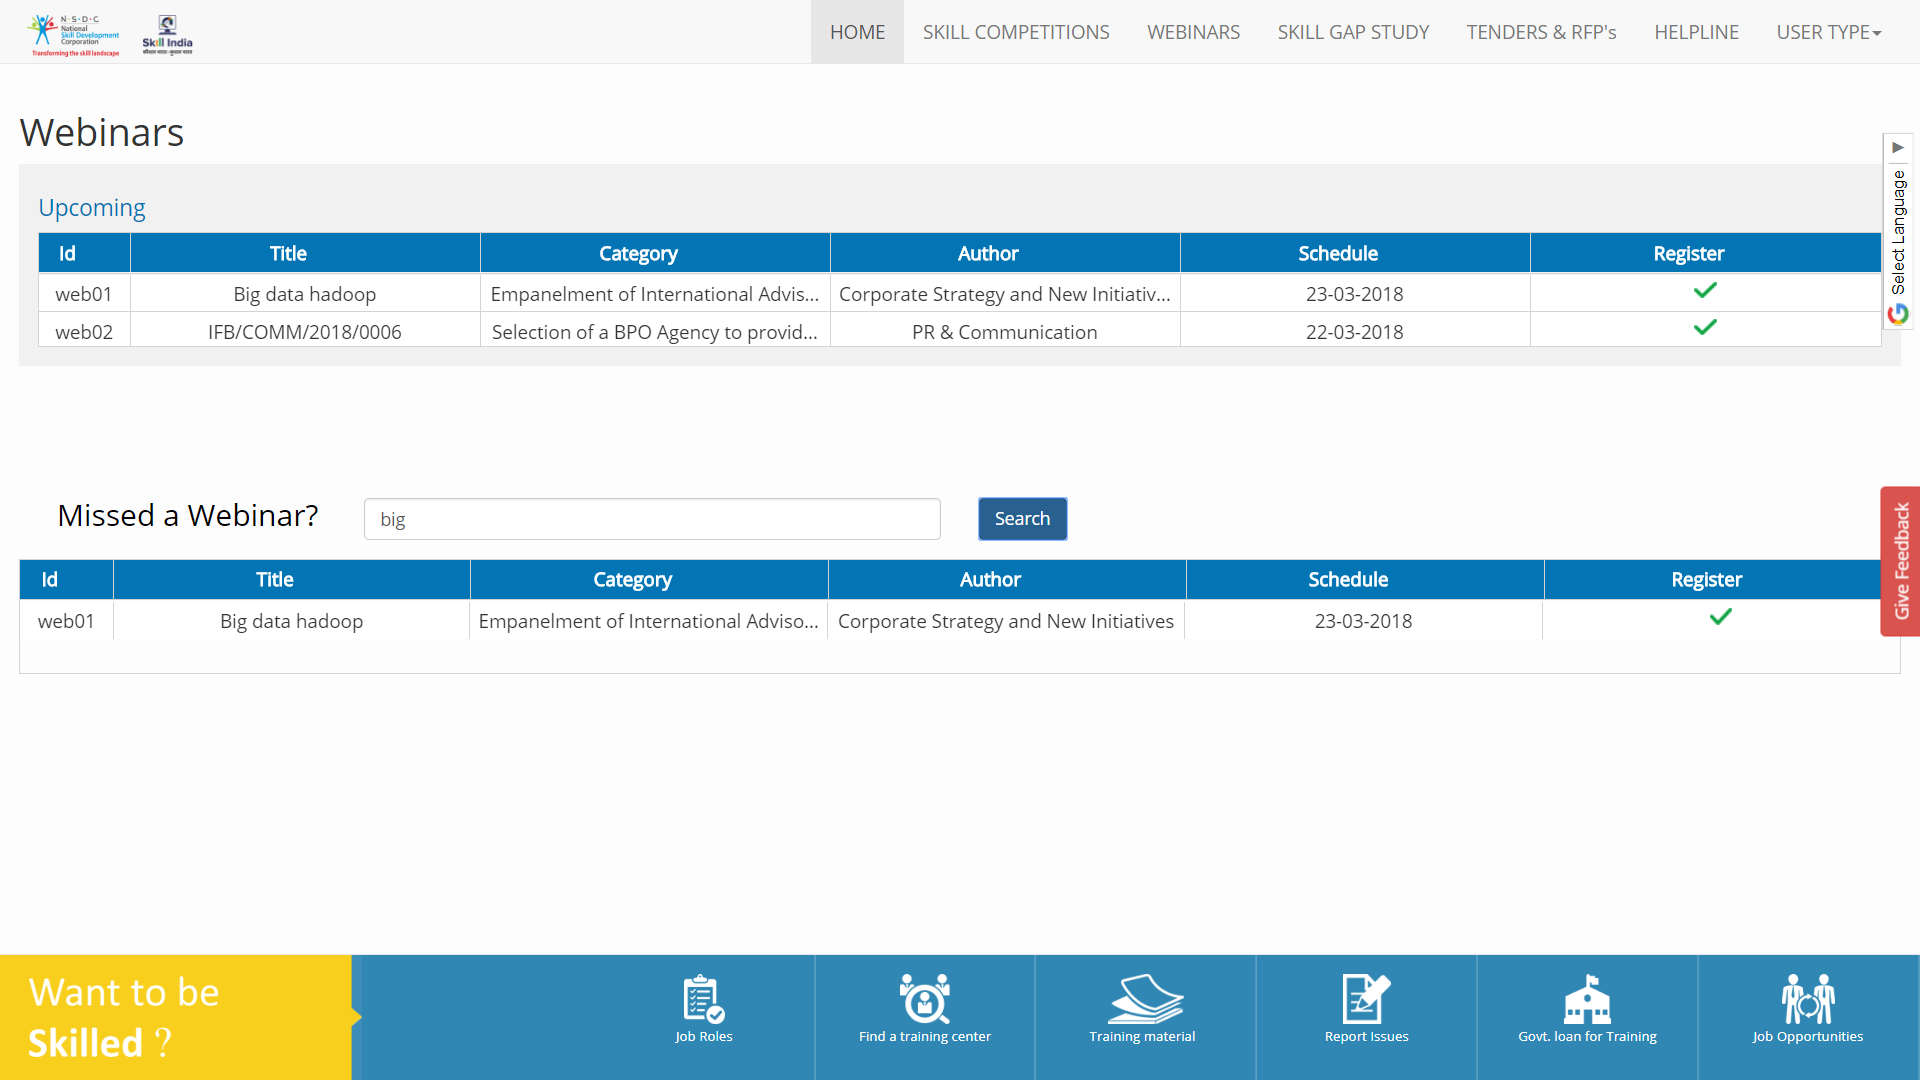 N·S·D·C
National
Skill Development
Corporation
Transforming the skill landscape
Skill India
कौशल भारत - कुशल भारत
HOME
SKILL COMPETITIONS
WEBINARS
SKILL GAP STUDY
TENDERS & RFP's
HELPLINE
USER TYPE
Webinars
Select Language
Upcoming
Id Title Category Author Schedule Register
web01 Big data hadoop Empanelment of International Advis... Corporate Strategy and New Initiativ... 23-03-2018
web02 IFB/COMM/2018/0006 Selection of a BPO Agency to provid... PR & Communication 22-03-2018
Missed a Webinar?
big
Search
Give Feedback
Id Title Category Author Schedule Register
web01 Big data hadoop Empanelment of International Adviso... Corporate Strategy and New Initiatives 23-03-2018
Want to be
Skilled ?
Job Roles
Find a training center
Training material
Report Issues
Govt. loan for Training
Job Opportunities